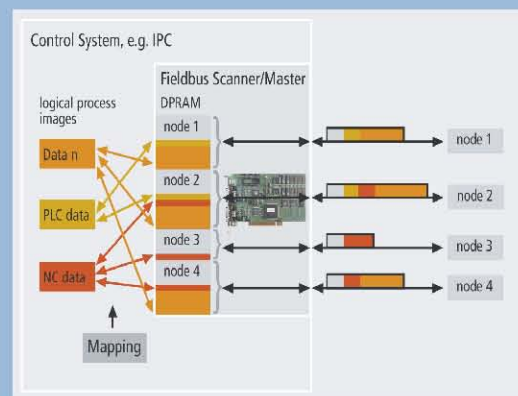 Control System, e.g. IPC
Fieldbus Scanner/Master
DPRAM
logical process
images
Data n
PLC data
NC data
Mapping
node 1
node 2
node 3
node 4
node 1
node 2
node 3
node 4